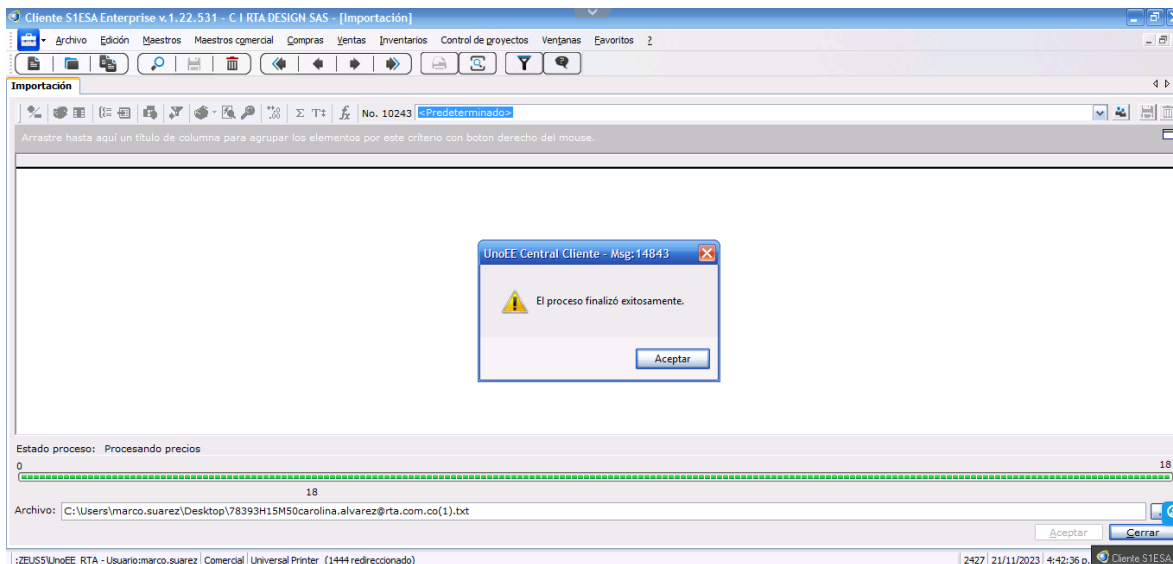 Cliente S1ESA Enterprise v.1.22.531 - C I RTA DESIGN SAS - [Importación]
Archivo Edición Maestros Maestros comercial Compras Ventas Inventarios Control de proyectos Ventanas Favoritos ?
Importación
No. 10243 <Predeterminado>
Arrastre hasta aquí un título de columna para agrupar los elementos por este criterio con boton derecho del mouse.
UnoEE Central Cliente - Msg:14843
El proceso finalizó exitosamente.
Aceptar
Estado proceso: Procesando precios
0 18
18
Archivo: C:\Users\marco.suarez\Desktop\78393H15M50carolina.alvarez@rta.com.co(1).txt
Aceptar Cerrar
:ZEUS5\UnoEE_RTA - Usuario:marco.suarez Comercial Universal Printer (1444 redireccionado) 2427 21/11/2023 4:42:36 p. Cliente S1ESA